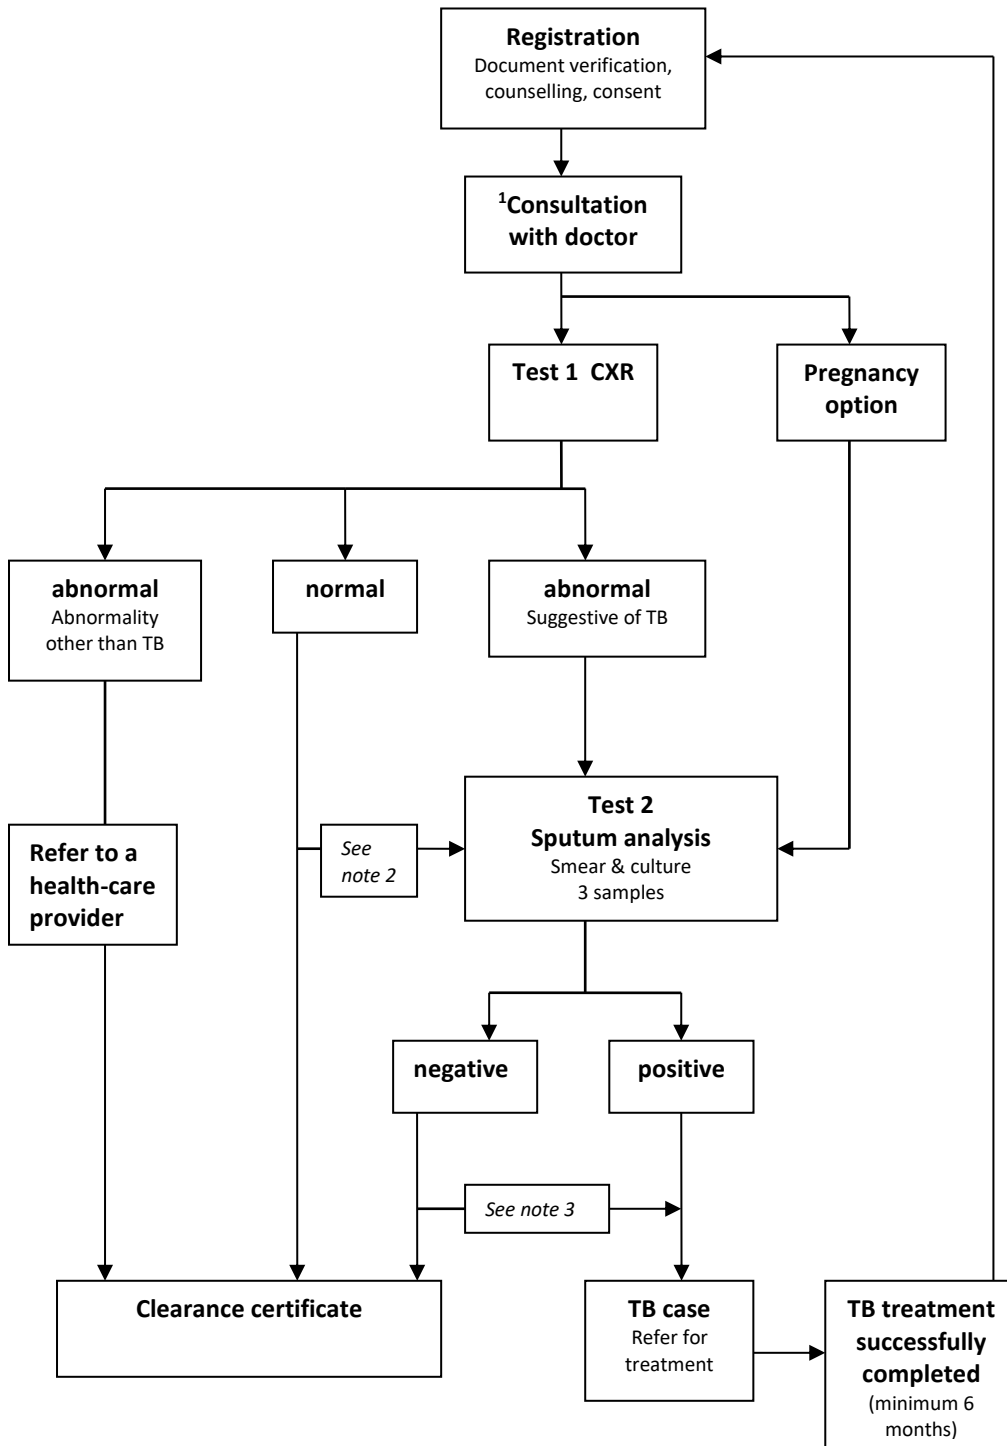 Registration
Document verification,
counselling, consent
¹Consultation
with doctor
Test 1 CXR
Pregnancy
option
abnormal
Abnormality
other than TB
normal
abnormal
Suggestive of TB
Refer to a
health-care
provider
See
note 2
Test 2
Sputum analysis
Smear & culture
3 samples
negative
positive
See note 3
Clearance certificate
TB case
Refer for
treatment
TB treatment
successfully
completed
(minimum 6
months)